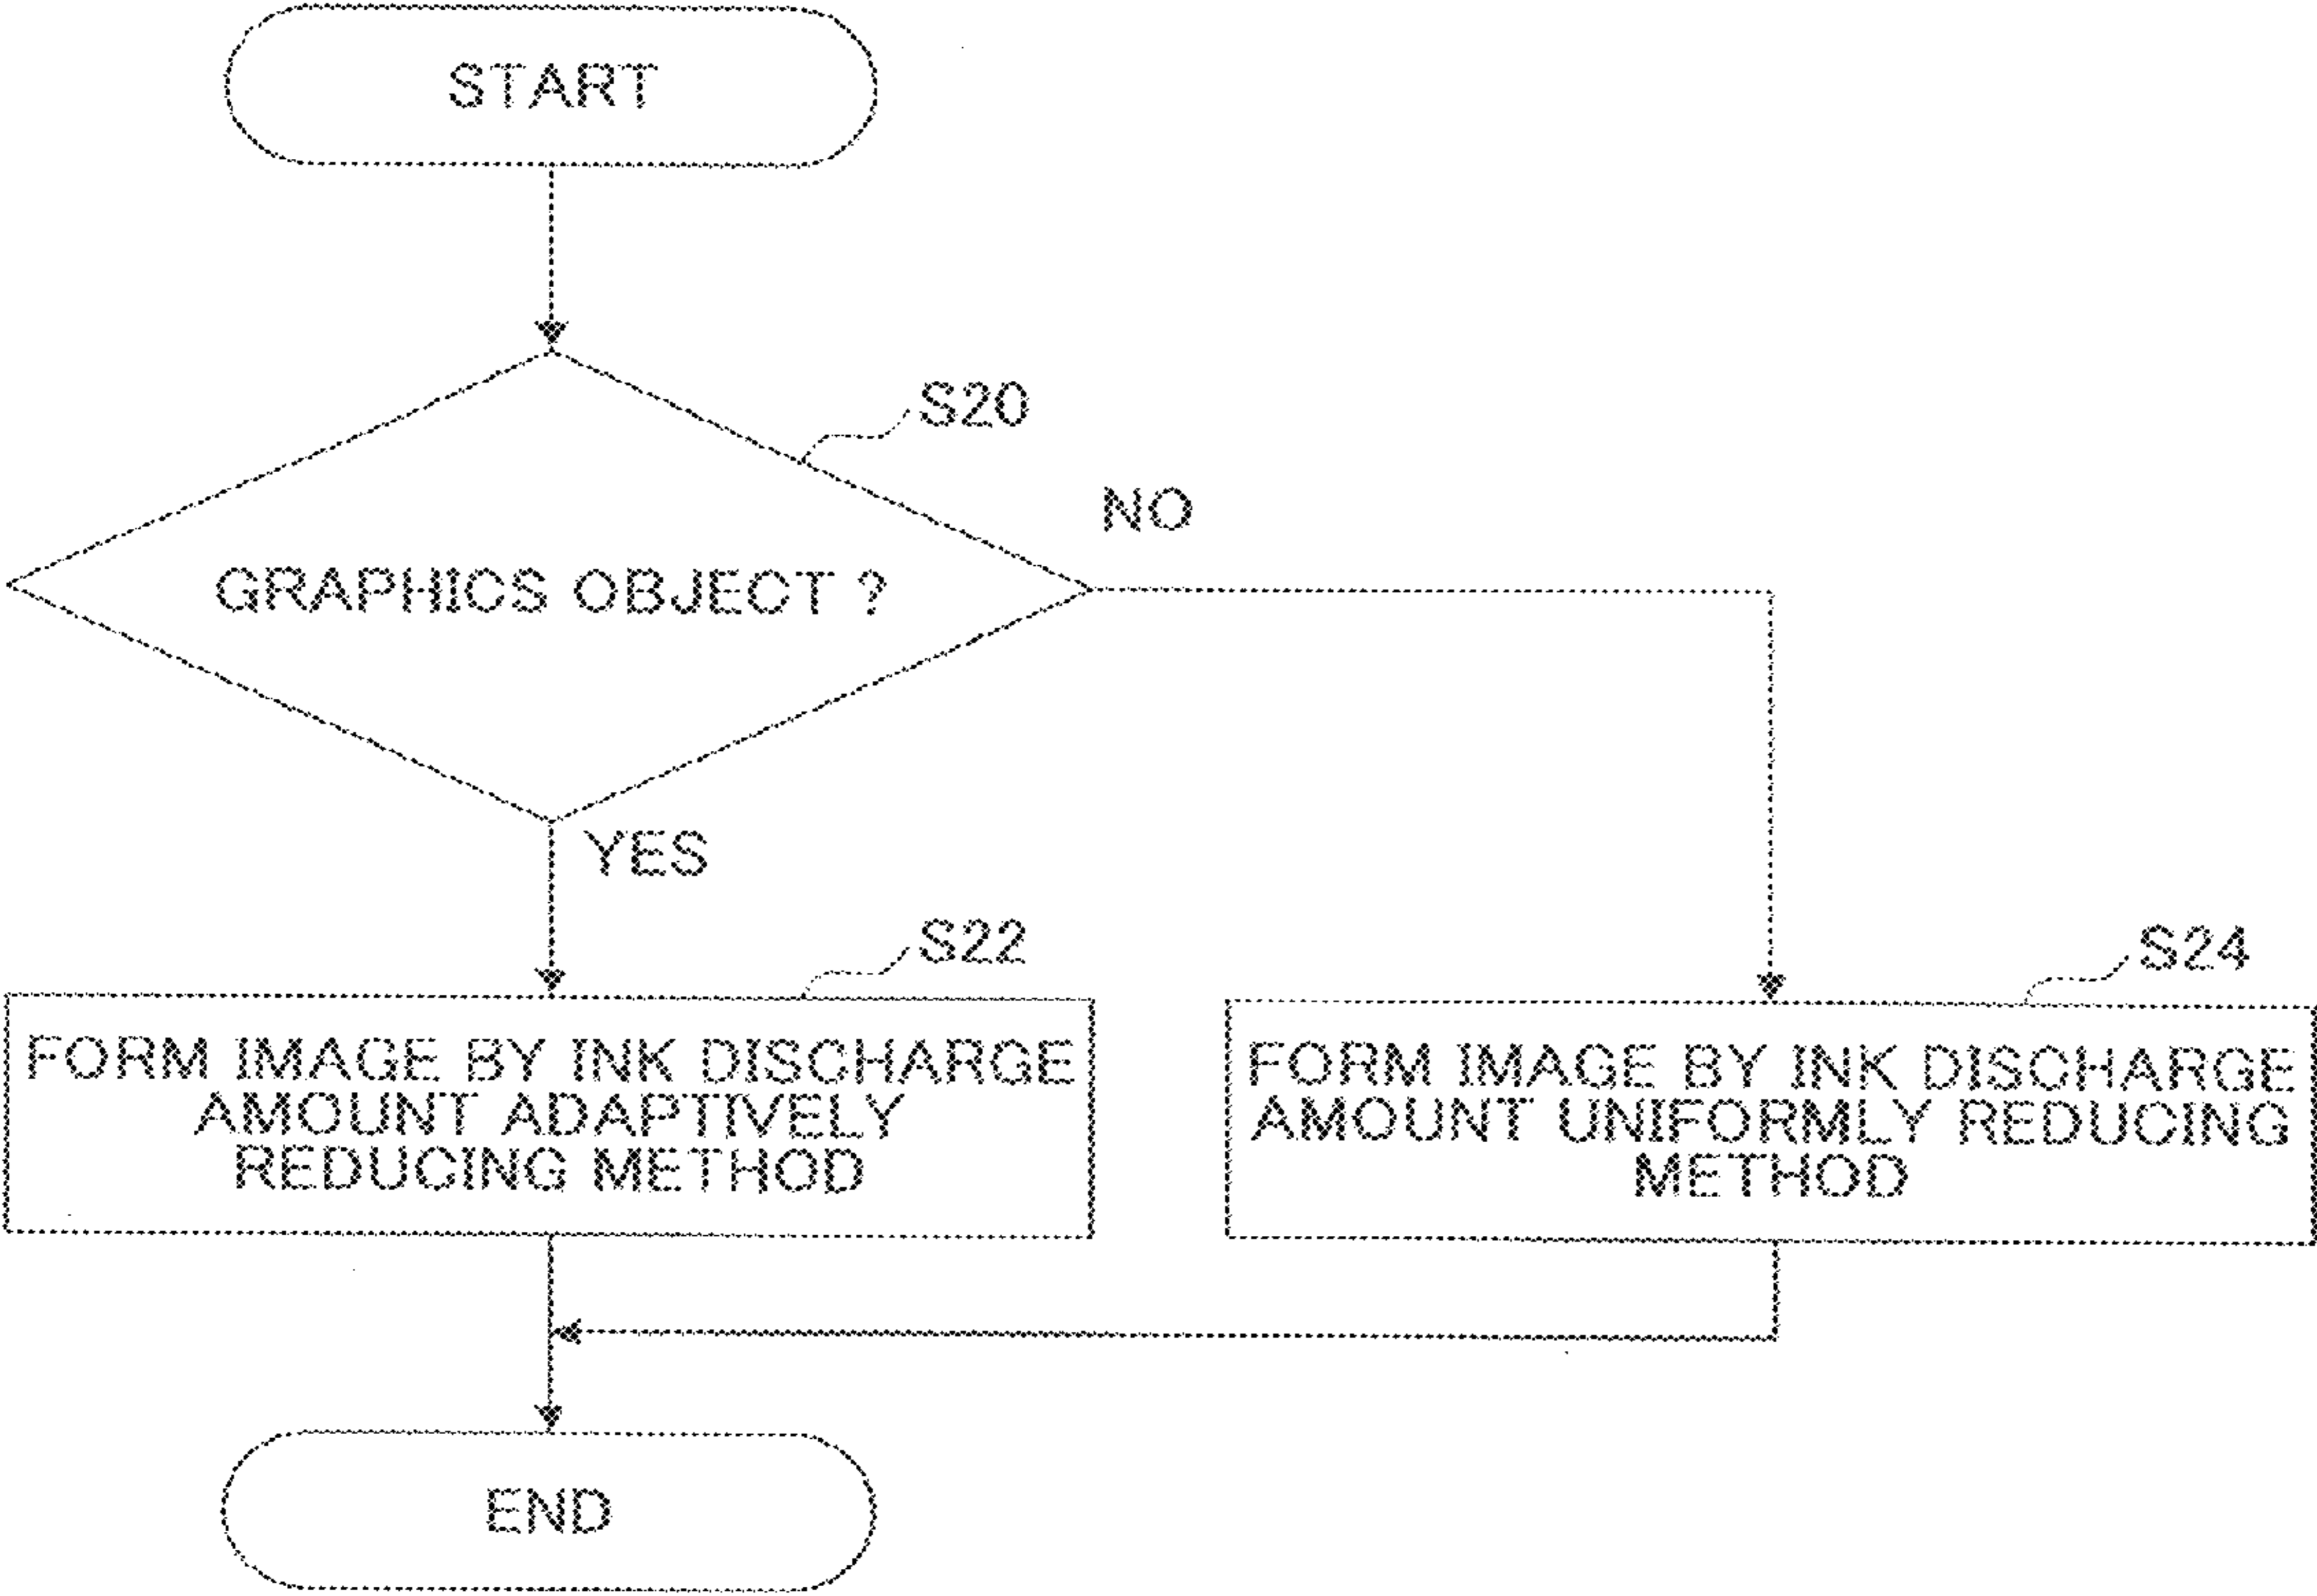 START
S20
NO
GRAPHICS OBJECT ?
YES
S22
FORM IMAGE BY INK DISCHARGE
AMOUNT ADAPTIVELY
REDUCING METHOD
S24
FORM IMAGE BY INK DISCHARGE
AMOUNT UNIFORMLY REDUCING
METHOD
END